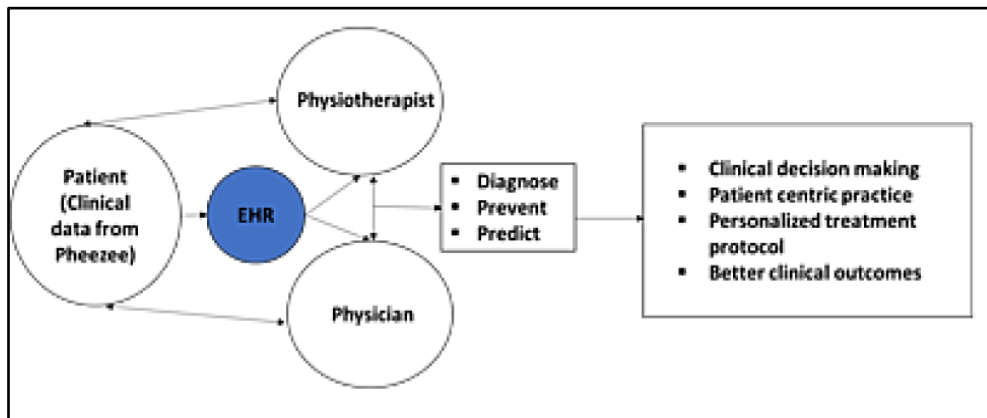 Physiotherapist
Patient
(Clinical
data from
Pheezee)
EHR
Physician
▪ Diagnose
▪ Prevent
▪ Predict
▪ Clinical decision making
▪ Patient centric practice
▪ Personalized treatment
protocol
▪ Better clinical outcomes